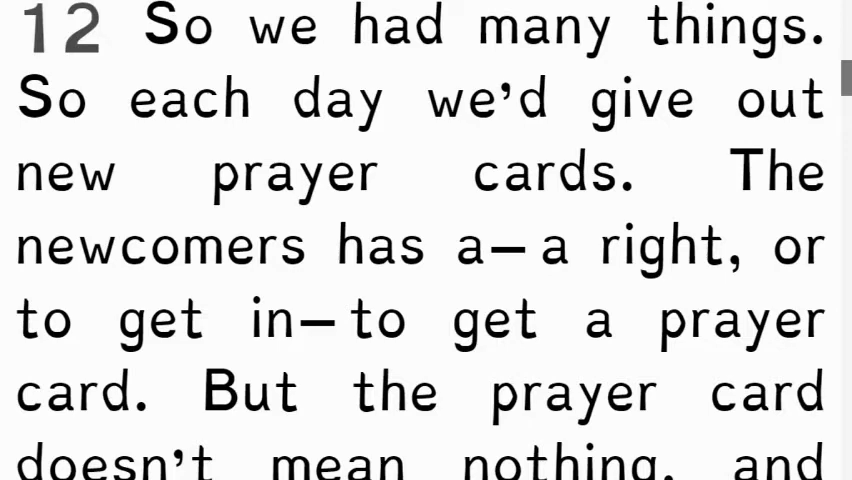 12 So we had many things.
So each day we’d give out
new prayer cards. The
newcomers has a—a right, or
to get in—to get a prayer
card. But the prayer card
doesn’t mean nothing, and